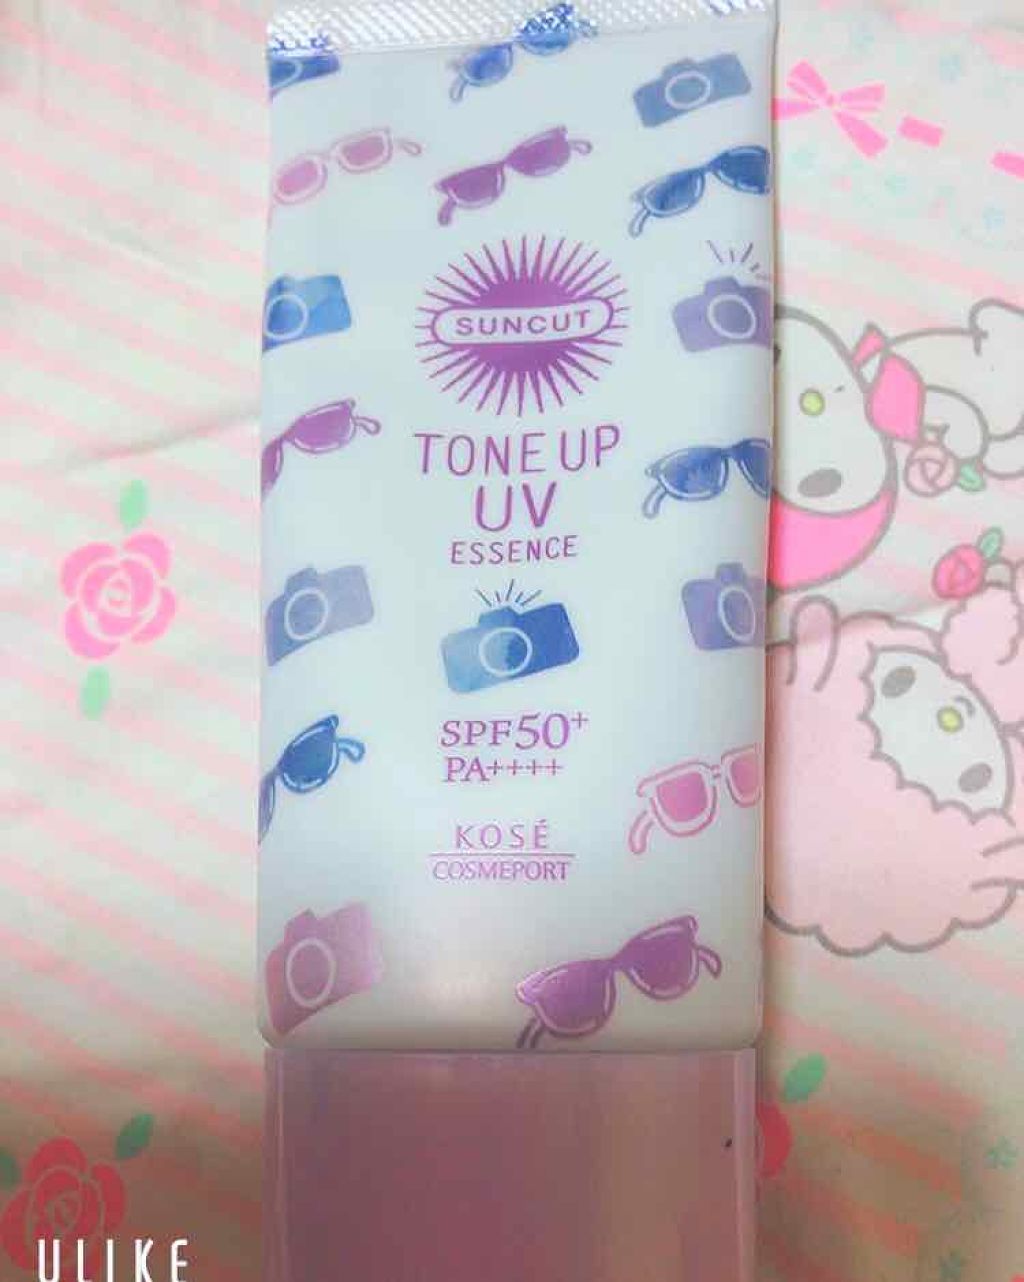 SUNCUT
TONE UP
UV
ESSENCE
SPF50+
PA++++
KOSÉ
COSMEPORT
ULIKE